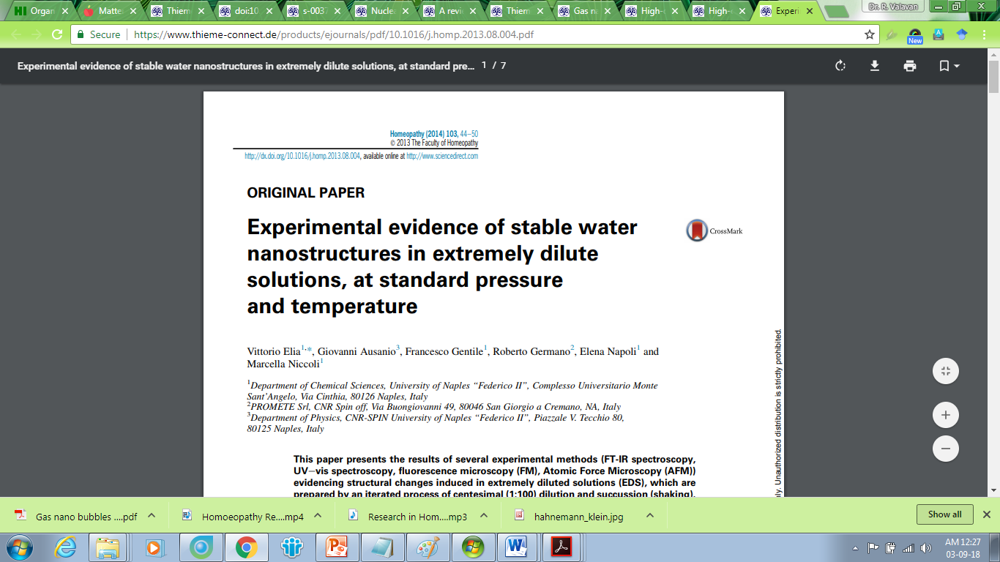 Organ
Matte
Thiem
doi:10
s-003
Nucle
A revi
Thiem
Gas n
High-
High-
Experi
Dr. R. Valavan
Secure
https://www.thieme-connect.de/products/ejournals/pdf/10.1016/j.homp.2013.08.004.pdf
New
Experimental evidence of stable water nanostructures in extremely dilute solutions, at standard pre... 1 / 7
Homeopathy (2014) 103, 44–50
© 2013 The Faculty of Homeopathy
http://dx.doi.org/10.1016/j.homp.2013.08.004, available online at http://www.sciencedirect.com
ORIGINAL PAPER
Experimental evidence of stable water
nanostructures in extremely dilute
solutions, at standard pressure
and temperature
CrossMark
Vittorio Elia1,*, Giovanni Ausanio3, Francesco Gentile1, Roberto Germano2, Elena Napoli1 and
Marcella Niccoli1
1Department of Chemical Sciences, University of Naples “Federico II”, Complesso Universitario Monte
Sant’Angelo, Via Cinthia, 80126 Naples, Italy
2PROMETE Srl, CNR Spin off, Via Buongiovanni 49, 80046 San Giorgio a Cremano, NA, Italy
3Department of Physics, CNR-SPIN University of Naples “Federico II”, Piazzale V. Tecchio 80,
80125 Naples, Italy
This paper presents the results of several experimental methods (FT-IR spectroscopy,
UV–vis spectroscopy, fluorescence microscopy (FM), Atomic Force Microscopy (AFM))
evidencing structural changes induced in extremely diluted solutions (EDS), which are
prepared by an iterated process of centesimal (1:100) dilution and succussion (shaking).
ly. Unauthorized distribution is strictly prohibited.
Gas nano bubbles ....pdf
Homoeopathy Re....mp4
Research in Hom....mp3
hahnemann_klein.jpg
Show all
AM 12:27
03-09-18